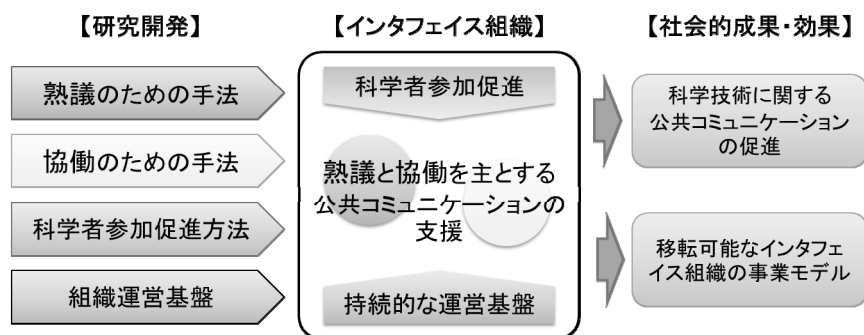 【研究開発】
熟議のための手法
協働のための手法
科学者参加促進方法
組織運営基盤
【インタフェイス組織】
科学者参加促進
熟議と協働を主とする
公共コミュニケーションの
支援
持続的な運営基盤
【社会的成果・効果】
科学技術に関する
公共コミュニケーション
の促進
移転可能なインタフェ
イス組織の事業モデル